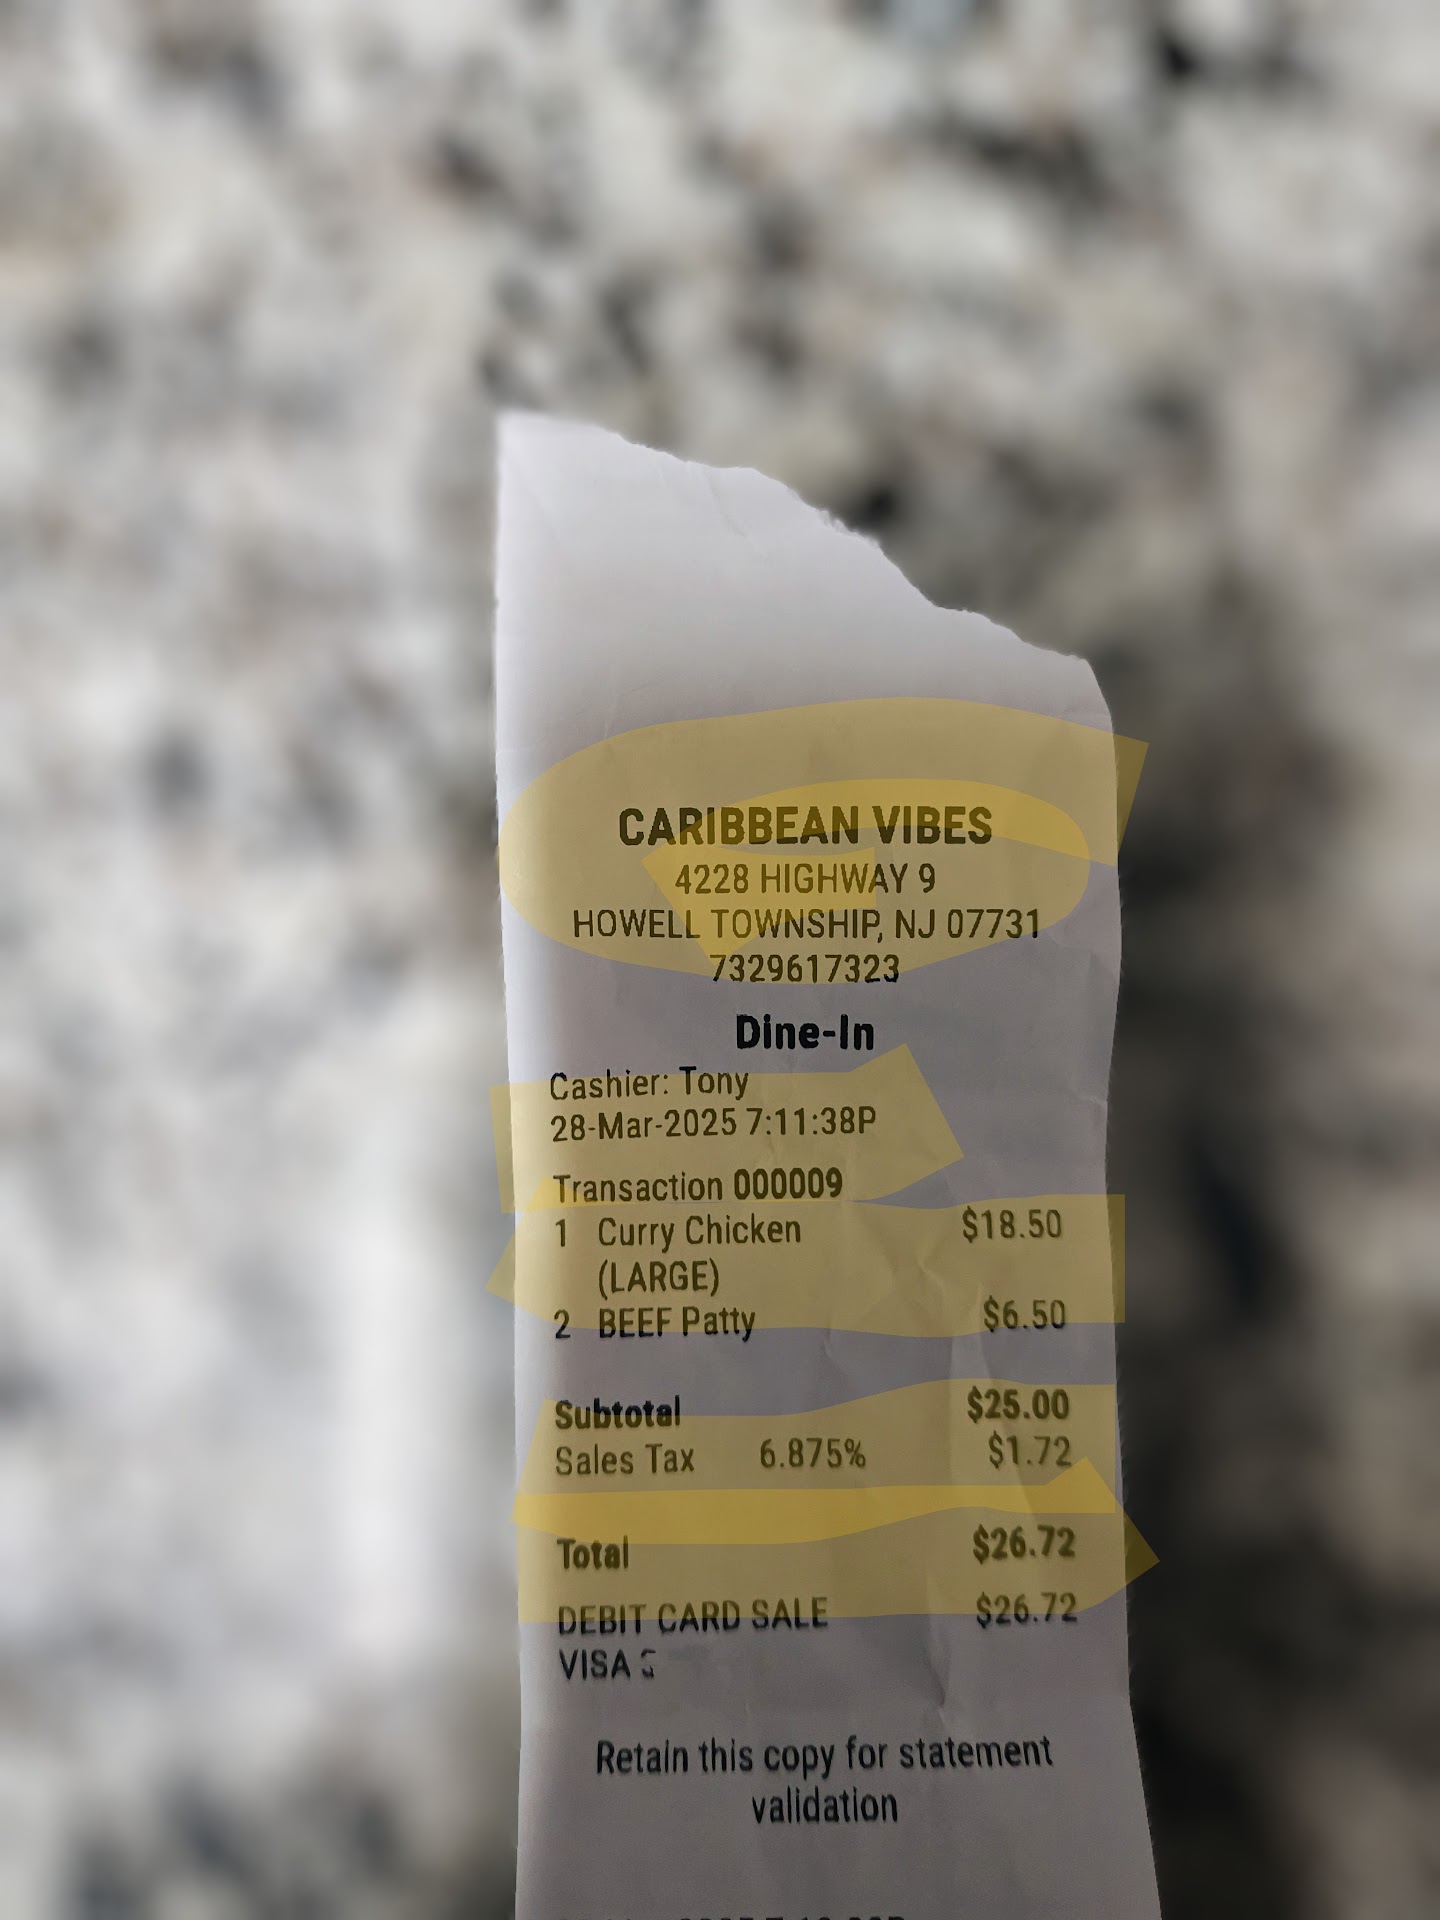 CARIBBEAN VIBES
4228 HIGHWAY 9
HOWELL TOWNSHIP, NJ 07731
7329617323
Dine-In
Cashier: Tony
28-Mar-2025 7:11:38P
Transaction 000009
1 Curry Chicken $18.50
(LARGE)
2 BEEF Patty $6.50
Subtotal $25.00
Sales Tax 6.875% $1.72
Total $26.72
DEBIT CARD SALE $26.72
VISA
Retain this copy for statement
validation